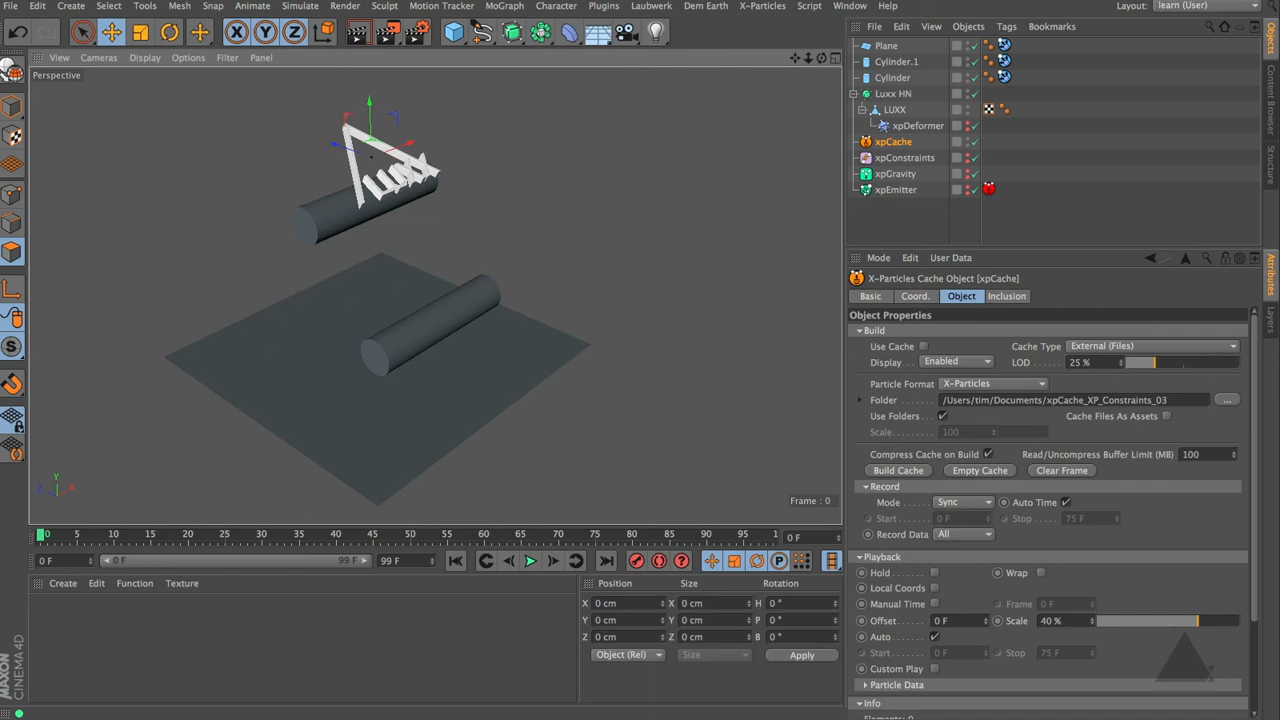 File Edit Create Select Tools Mesh Snap Animate Simulate Render Sculpt Motion Tracker MoGraph Character Plugins Laubwerk Dem Earth X-Particles Script Window Help Layout: learn (User)
X Y Z
File Edit View Objects Tags Bookmarks
View Cameras Display Options Filter Panel
Perspective
Plane
Cylinder.1
Cylinder
Luxx HN
LUXX
xpDeformer
xpCache
xpConstraints
xpGravity
xpEmitter
LUXX
Objects
Content Browser
Structure
Mode Edit User Data
X-Particles Cache Object [xpCache]
Basic Coord. Object Inclusion
Object Properties
Build
Use Cache Cache Type External (Files)
Display Enabled LOD 25 %
Particle Format X-Particles
Folder /Users/tim/Documents/xpCache_XP_Constraints_03 ...
Use Folders Cache Files As Assets
Scale 100
Compress Cache on Build Read/Uncompress Buffer Limit (MB) 100
Build Cache Empty Cache Clear Frame
Record
Mode Sync Auto Time
Start 0 F Stop 75 F
Record Data All
Playback
Hold Wrap
Local Coords
Manual Time Frame 0 F
Offset 0 F Scale 40 %
Auto
Start 0 F Stop 75 F
Custom Play
Particle Data
Info
Attributes
Layers
Y
Z X
Frame : 0
0 5 10 15 20 25 30 35 40 45 50 55 60 65 70 75 80 85 90 95 1 0 F
0 F 0 F 99 F 99 F P
Create Edit Function Texture
Position Size Rotation
X 0 cm X 0 cm H 0 °
Y 0 cm Y 0 cm P 0 °
Z 0 cm Z 0 cm B 0 °
Object (Rel) Size Apply
MAXON
CINEMA 4D